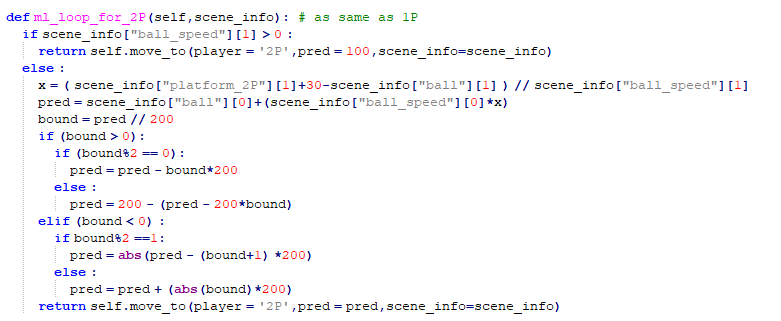 def ml_loop_for_2P(self,scene_info): # as same as 1P
  if scene_info["ball_speed"][1] > 0 :
    return self.move_to(player = '2P',pred = 100,scene_info=scene_info)
  else :
    x = ( scene_info["platform_2P"][1]+30-scene_info["ball"][1] ) // scene_info["ball_speed"][1]
    pred = scene_info["ball"][0]+(scene_info["ball_speed"][0]*x)
    bound = pred // 200
    if (bound > 0):
      if (bound%2 == 0):
        pred = pred - bound*200
      else :
        pred = 200 - (pred - 200*bound)
    elif (bound < 0) :
      if bound%2 ==1:
        pred = abs(pred - (bound+1) *200)
      else :
        pred = pred + (abs(bound)*200)
    return self.move_to(player = '2P',pred = pred,scene_info=scene_info)